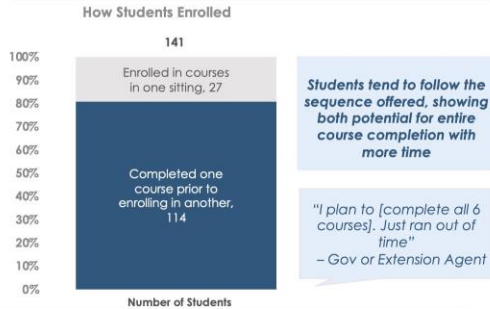 How Students Enrolled
141
100%
90%
80%
70%
60%
50%
40%
30%
20%
10%
0%
Enrolled in courses
in one sitting, 27
Completed one
course prior to
enrolling in another,
114
Number of Students
Students tend to follow the
sequence offered, showing
both potential for entire
course completion with
more time
“I plan to [complete all 6
courses]. Just ran out of
time”
– Gov or Extension Agent